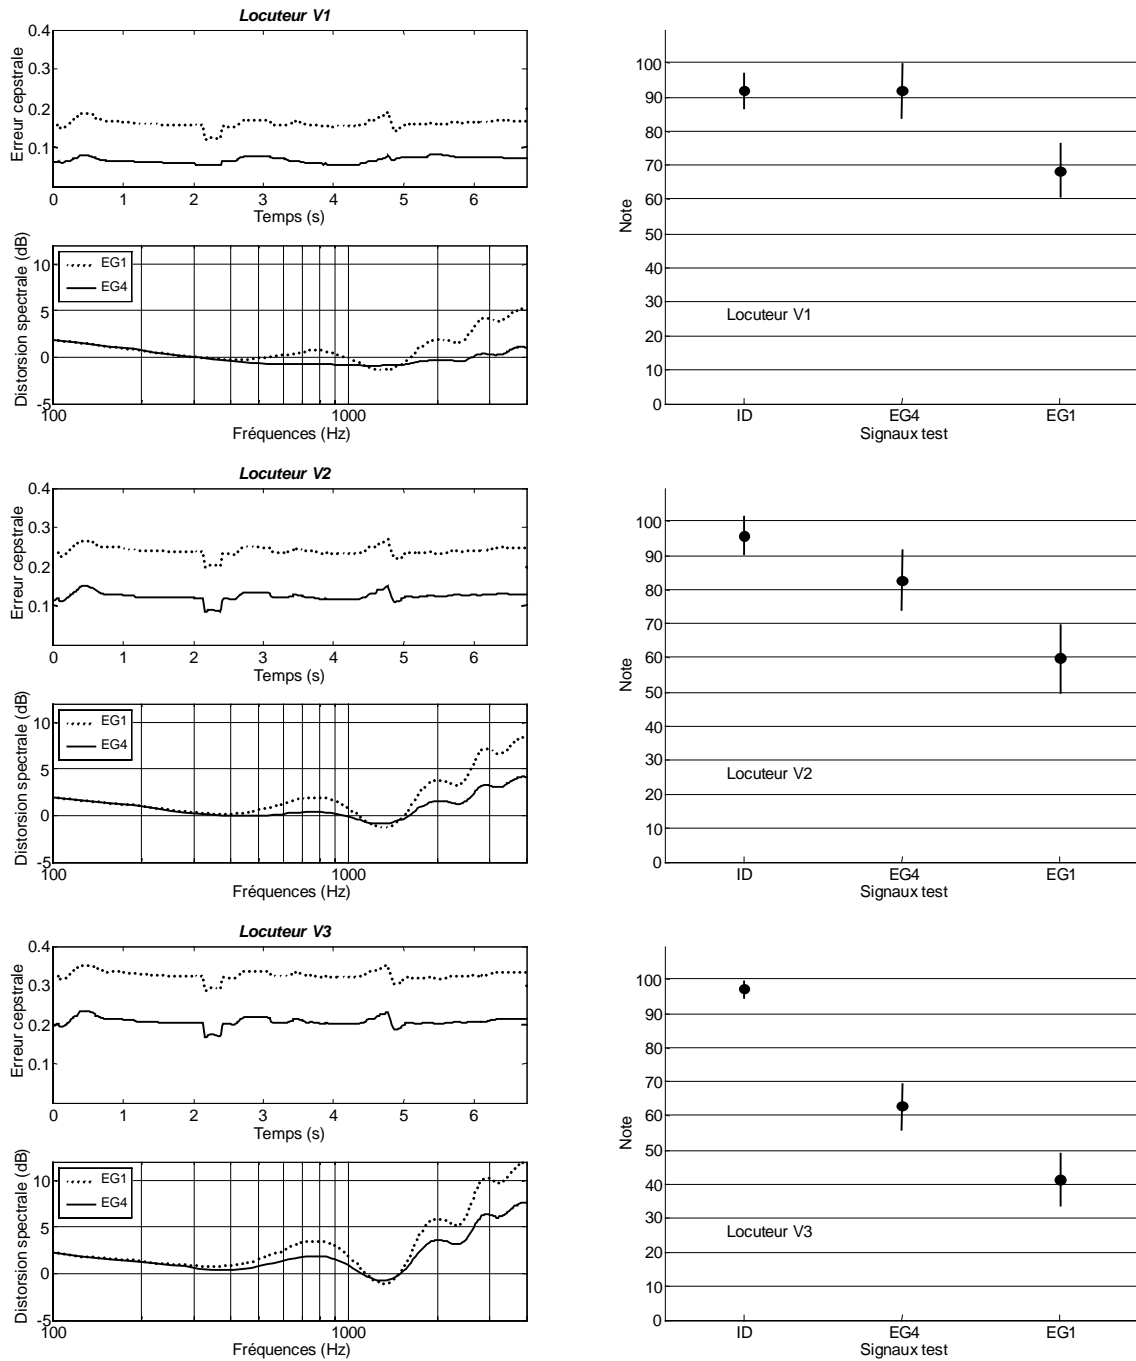 Locuteur V1
Erreur cepstrale
0.4
0.3
0.2
0.1
0 1 2 3 4 5 6
Temps (s)
Distorsion spectrale (dB)
10
5
0
-5
EG1
EG4
100 1000
Fréquences (Hz)
Note
100
90
80
70
60
50
40
30
20
10
0
Locuteur V1
ID EG4 EG1
Signaux test
Locuteur V2
Erreur cepstrale
0.4
0.3
0.2
0.1
0 1 2 3 4 5 6
Temps (s)
Distorsion spectrale (dB)
10
5
0
-5
EG1
EG4
100 1000
Fréquences (Hz)
Note
100
90
80
70
60
50
40
30
20
10
0
Locuteur V2
ID EG4 EG1
Signaux test
Locuteur V3
Erreur cepstrale
0.4
0.3
0.2
0.1
0 1 2 3 4 5 6
Temps (s)
Distorsion spectrale (dB)
10
5
0
-5
EG1
EG4
100 1000
Fréquences (Hz)
Note
100
90
80
70
60
50
40
30
20
10
0
Locuteur V3
ID EG4 EG1
Signaux test